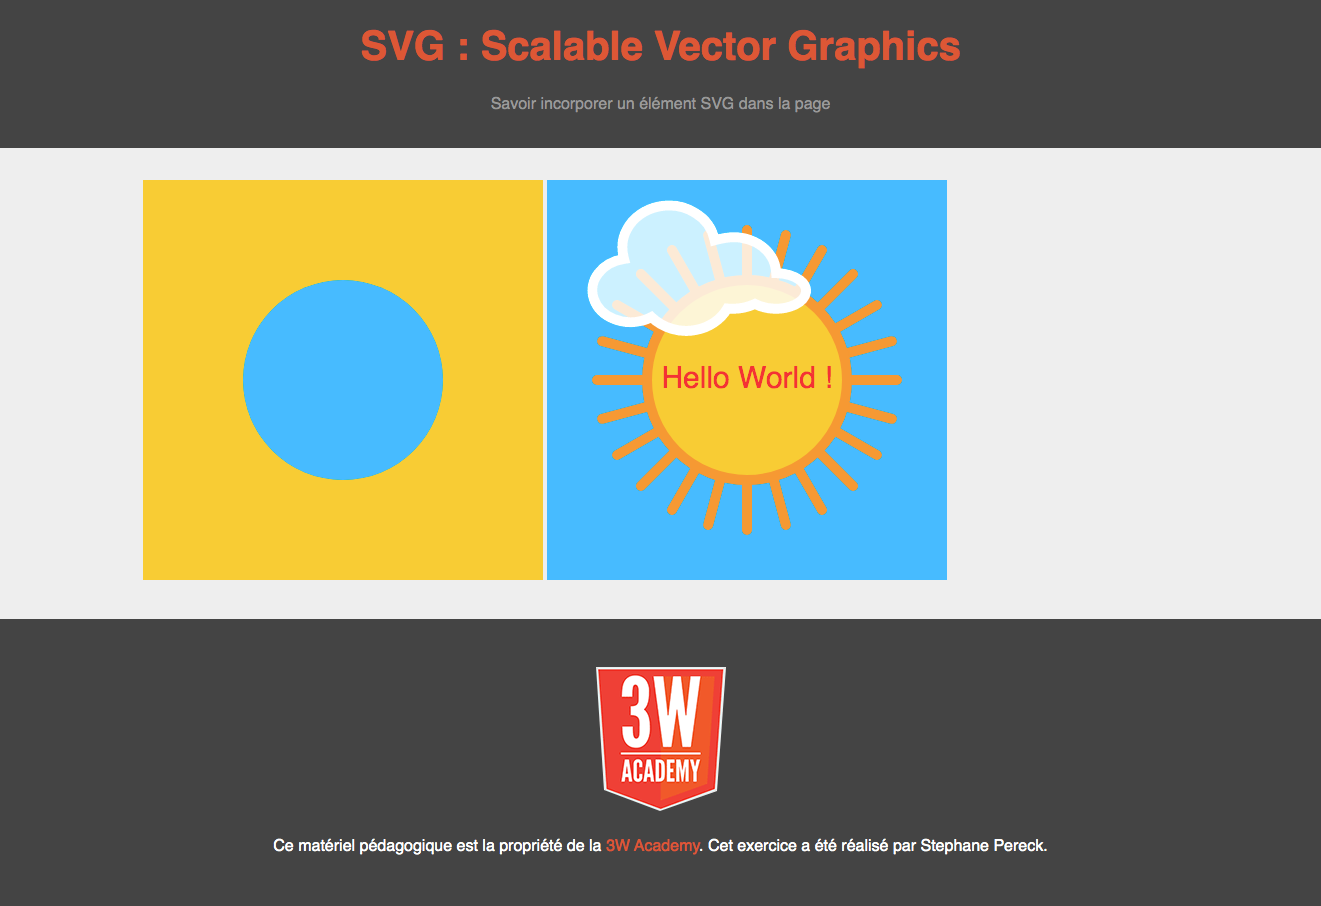 SVG : Scalable Vector Graphics
Savoir incorporer un élément SVG dans la page
Hello World !
3W
ACADEMY
Ce matériel pédagogique est la propriété de la 3W Academy. Cet exercice a été réalisé par Stephane Pereck.